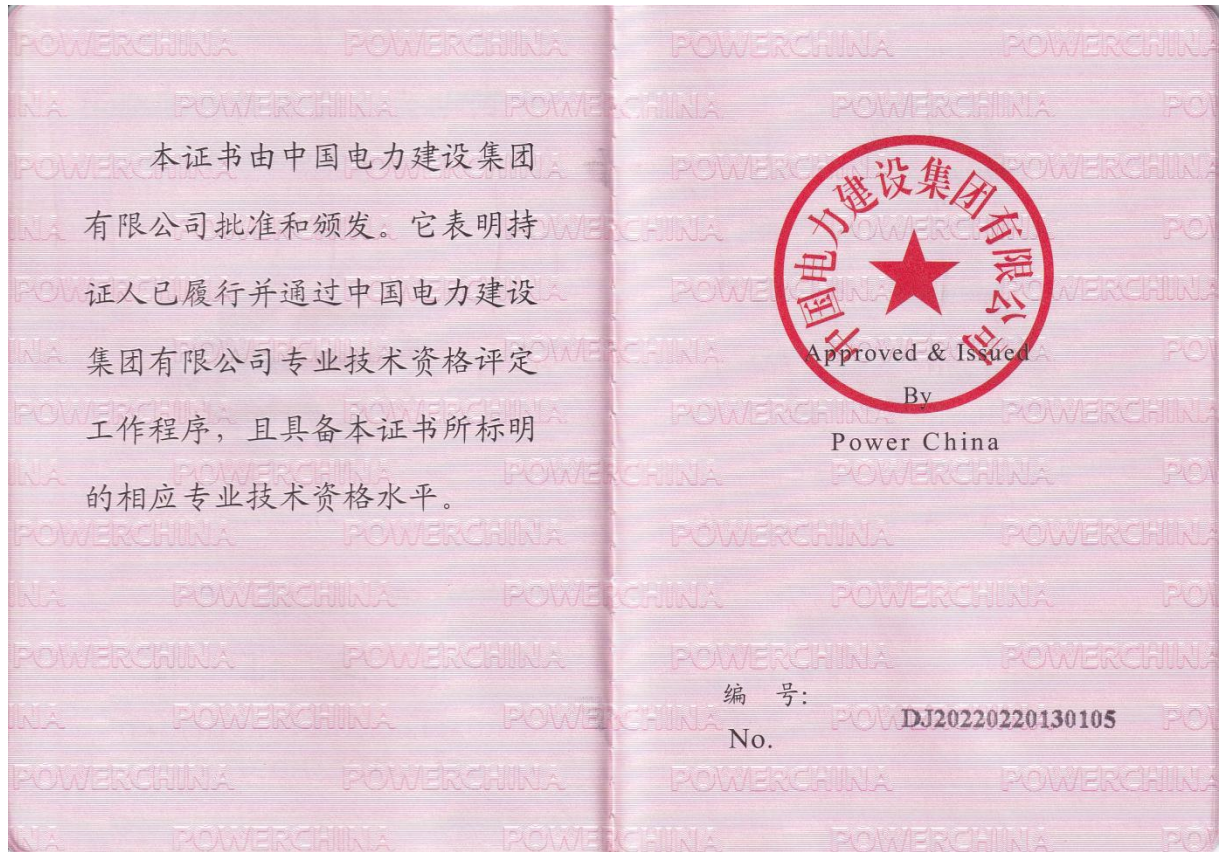 本证书由中国电力建设集团
有限公司批准和颁发。它表明持
证人已履行并通过中国电力建设
集团有限公司专业技术资格评定
工作程序，且具备本证书所标明
的相应专业技术资格水平。
中国电力建设集团有限公司
Approved & Issued
By
Power China
编 号:
No.
DJ20220220130105
POWERCHINA